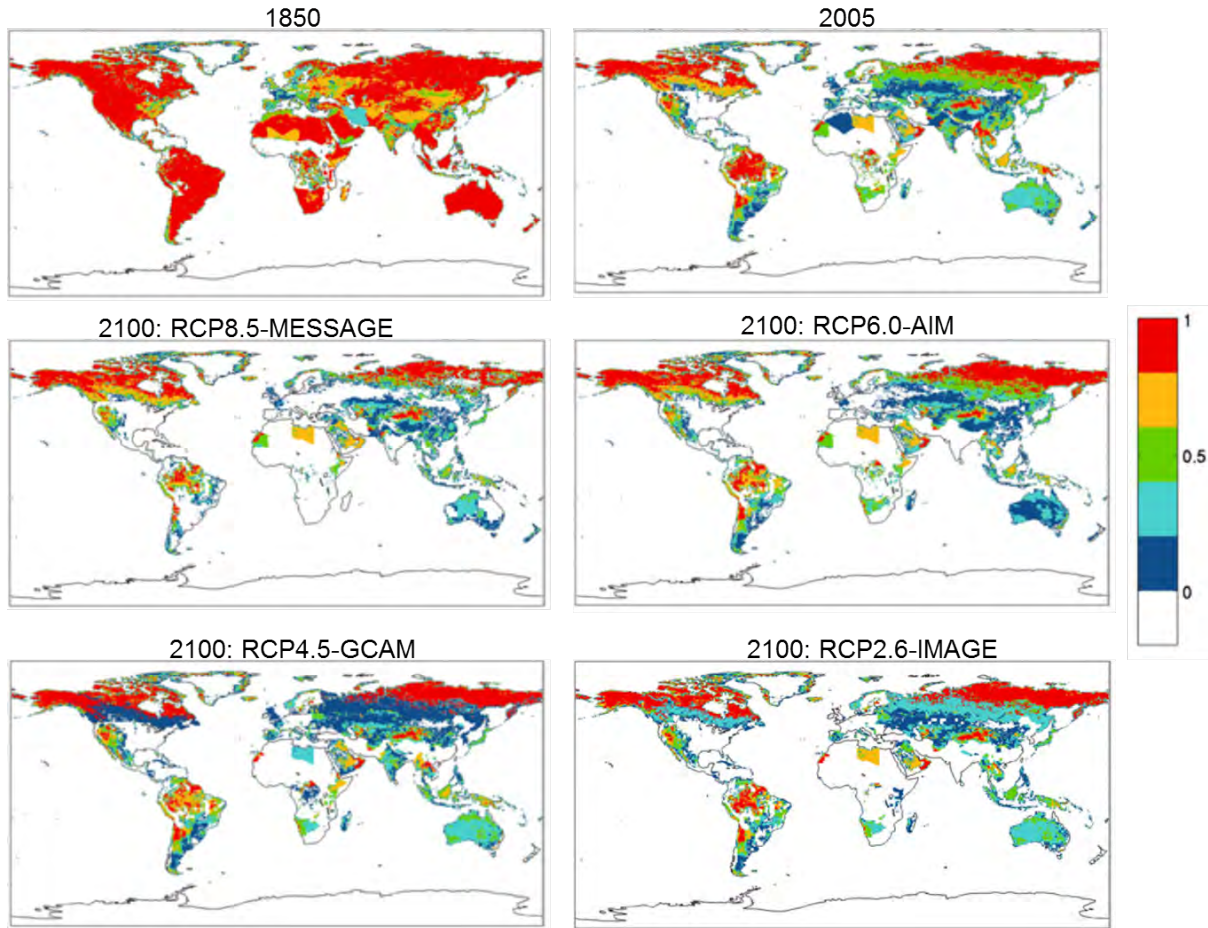 1850
2005
2100: RCP8.5-MESSAGE
2100: RCP6.0-AIM
1
0.5
0
2100: RCP4.5-GCAM
2100: RCP2.6-IMAGE